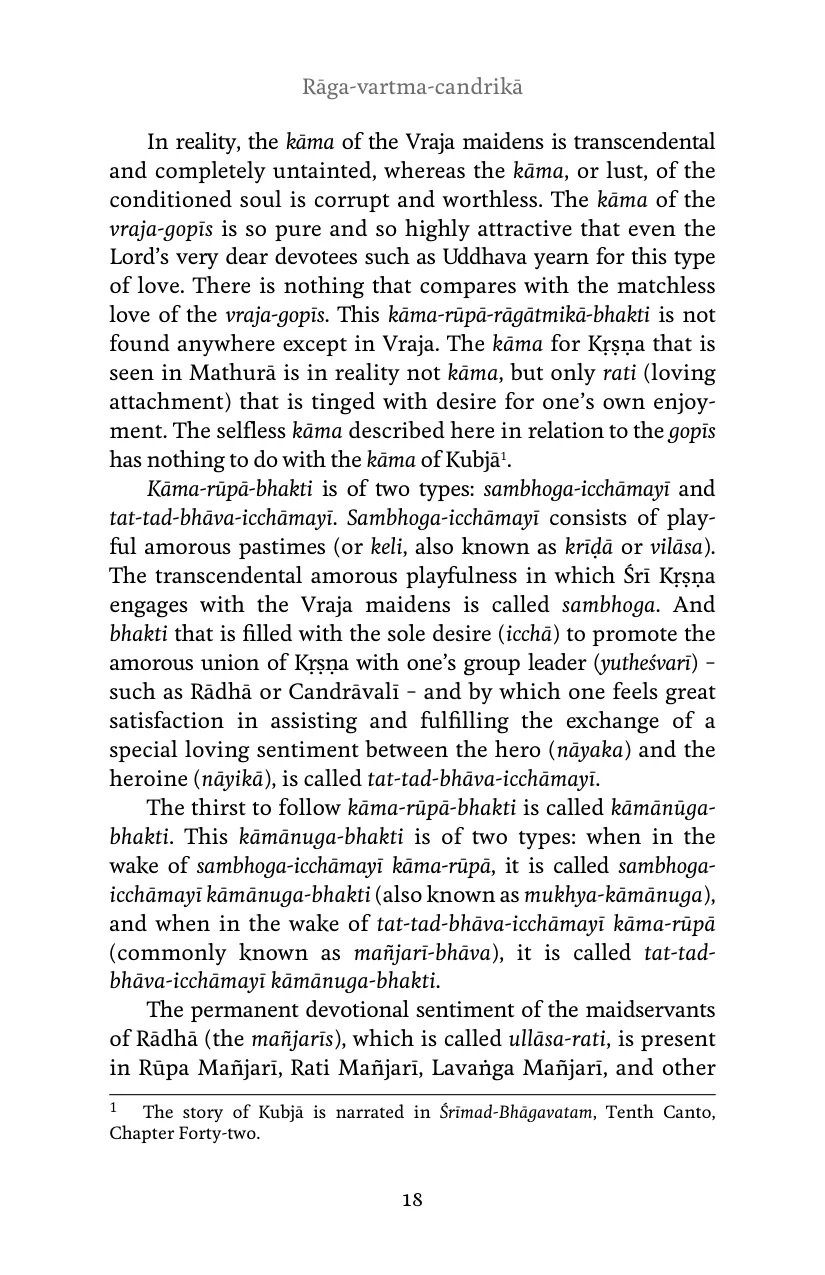 Rāga-vartma-candrikā
In reality, the kāma of the Vraja maidens is transcendental
and completely untainted, whereas the kāma, or lust, of the
conditioned soul is corrupt and worthless. The kāma of the
vraja-gopīs is so pure and so highly attractive that even the
Lord’s very dear devotees such as Uddhava yearn for this type
of love. There is nothing that compares with the matchless
love of the vraja-gopīs. This kāma-rūpā-rāgātmikā-bhakti is not
found anywhere except in Vraja. The kāma for Kṛṣṇa that is
seen in Mathurā is in reality not kāma, but only rati (loving
attachment) that is tinged with desire for one’s own enjoy-
ment. The selfless kāma described here in relation to the gopīs
has nothing to do with the kāma of Kubjā¹.
Kāma-rūpā-bhakti is of two types: sambhoga-icchāmayī and
tat-tad-bhāva-icchāmayī. Sambhoga-icchāmayī consists of play-
ful amorous pastimes (or keli, also known as krīḍā or vilāsa).
The transcendental amorous playfulness in which Śrī Kṛṣṇa
engages with the Vraja maidens is called sambhoga. And
bhakti that is filled with the sole desire (icchā) to promote the
amorous union of Kṛṣṇa with one’s group leader (yutheśvarī) –
such as Rādhā or Candrāvalī – and by which one feels great
satisfaction in assisting and fulfilling the exchange of a
special loving sentiment between the hero (nāyaka) and the
heroine (nāyikā), is called tat-tad-bhāva-icchāmayī.
The thirst to follow kāma-rūpā-bhakti is called kāmānūga-
bhakti. This kāmānuga-bhakti is of two types: when in the
wake of sambhoga-icchāmayī kāma-rūpā, it is called sambhoga-
icchāmayī kāmānuga-bhakti (also known as mukhya-kāmānuga),
and when in the wake of tat-tad-bhāva-icchāmayī kāma-rūpā
(commonly known as mañjarī-bhāva), it is called tat-tad-
bhāva-icchāmayī kāmānuga-bhakti.
The permanent devotional sentiment of the maidservants
of Rādhā (the mañjarīs), which is called ullāsa-rati, is present
in Rūpa Mañjarī, Rati Mañjarī, Lavaṅga Mañjarī, and other
1 The story of Kubjā is narrated in Śrīmad-Bhāgavatam, Tenth Canto,
Chapter Forty-two.
18